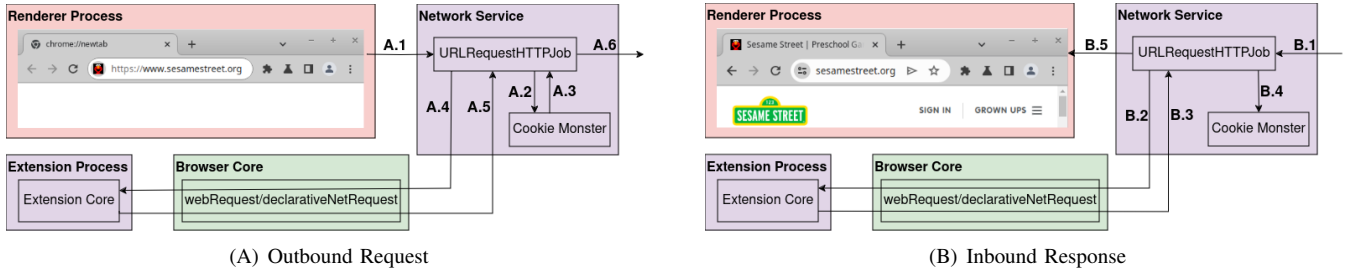 Renderer Process
chrome://newtab
https://www.sesamestreet.org
A.1
Network Service
URLRequestHTTPJob
A.6
A.4
A.5
A.2
A.3
Cookie Monster
Extension Process
Extension Core
Browser Core
webRequest/declarativeNetRequest
(A) Outbound Request
Renderer Process
Sesame Street | Preschool Ga
sesamestreet.org
SESAME STREET
SIGN IN
GROWN UPS
B.5
Network Service
URLRequestHTTPJob
B.1
B.2
B.3
B.4
Cookie Monster
Extension Process
Extension Core
Browser Core
webRequest/declarativeNetRequest
(B) Inbound Response